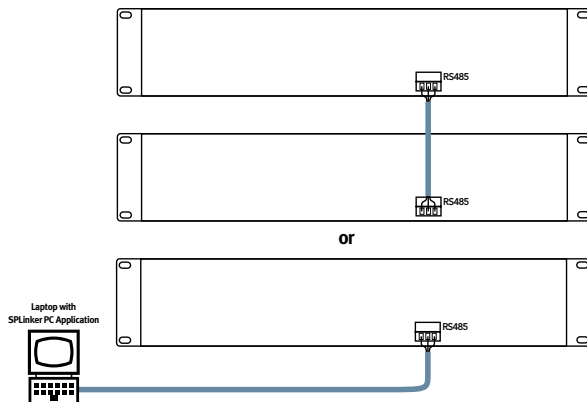 RS485
RS485
or
Laptop with
SPLinker PC Application
RS485